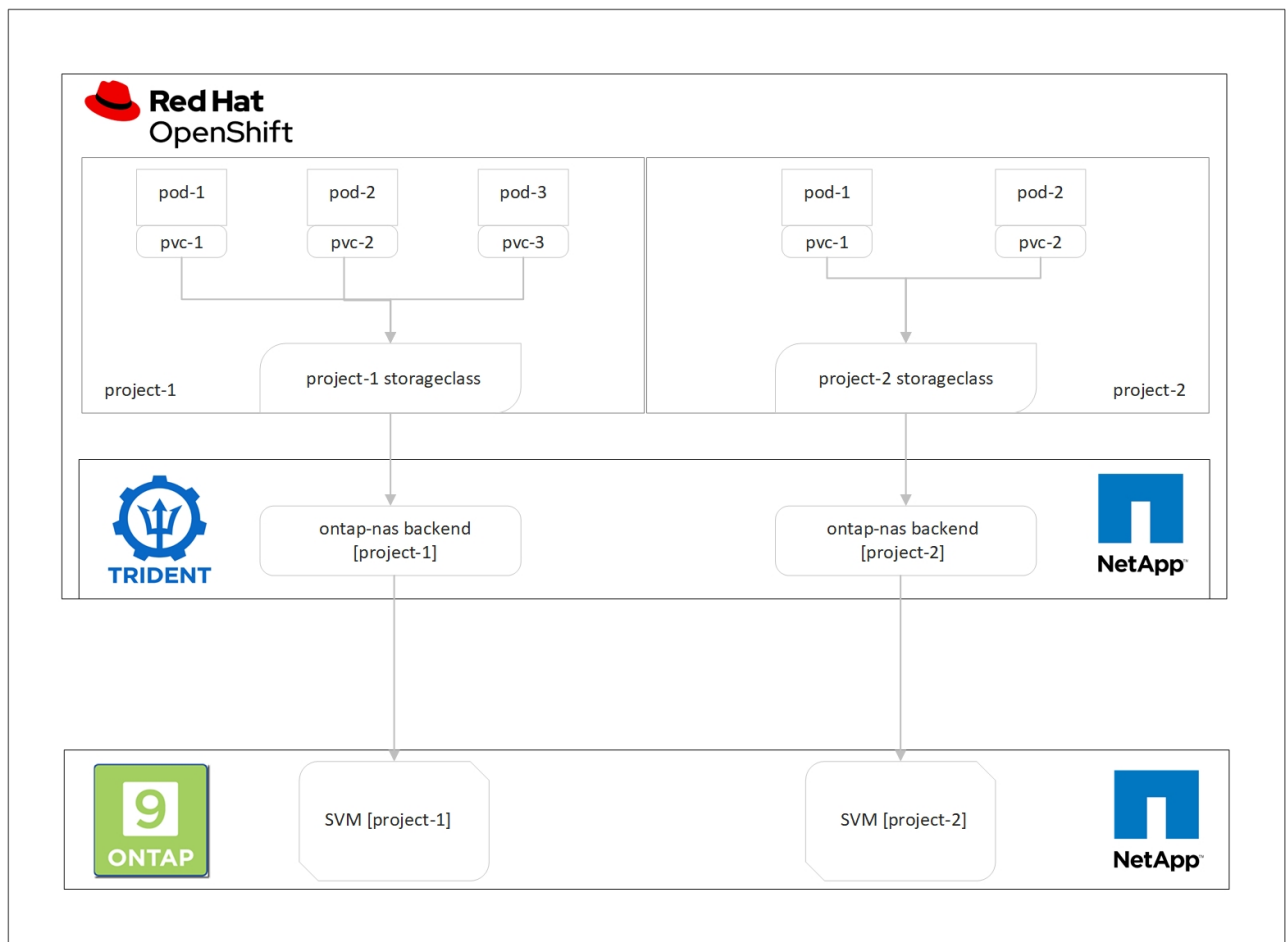 Red Hat
OpenShift
pod-1
pod-2
pod-3
pvc-1
pvc-2
pvc-3
project-1 storageclass
project-1
pod-1
pod-2
pvc-1
pvc-2
project-2 storageclass
project-2
TRIDENT
ontap-nas backend
[project-1]
ontap-nas backend
[project-2]
NetApp™
9
ONTAP
SVM [project-1]
SVM [project-2]
NetApp™